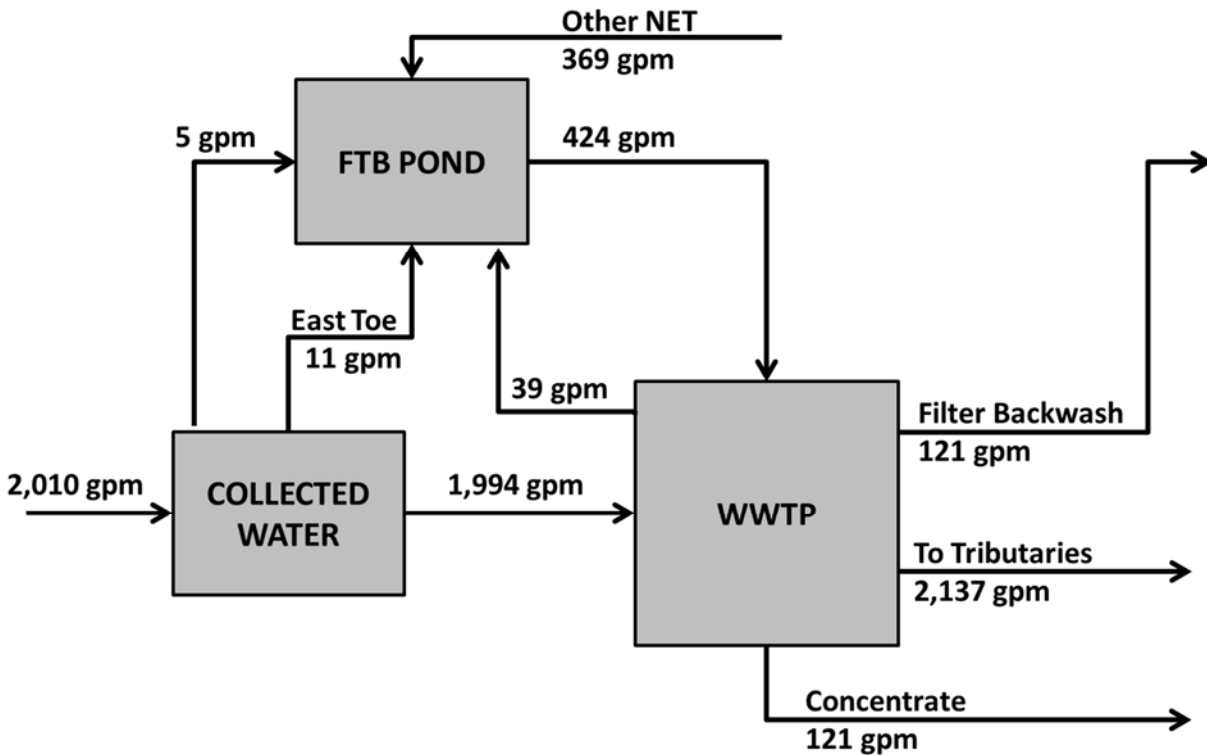 Other NET
369 gpm
5 gpm
FTB POND
424 gpm
East Toe
11 gpm
39 gpm
Filter Backwash
121 gpm
2,010 gpm
COLLECTED
WATER
1,994 gpm
WWTP
To Tributaries
2,137 gpm
Concentrate
121 gpm